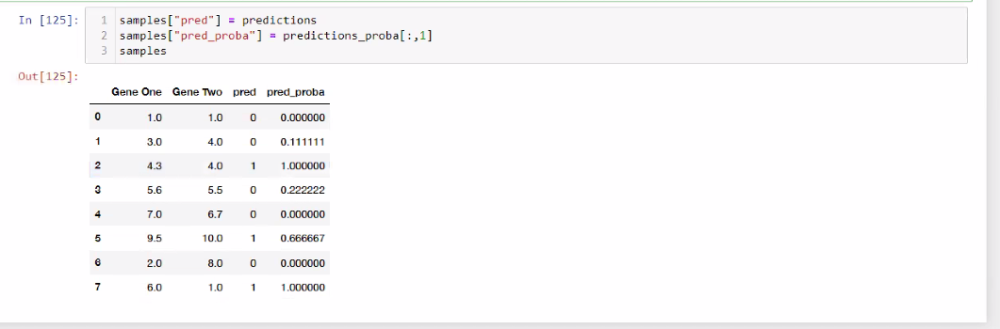 In [125]:
1 samples["pred"] = predictions
2 samples["pred_proba"] = predictions_proba[:,1]
3 samples
Out[125]:
Gene One Gene Two pred pred_proba
0 1.0 1.0 0 0.000000
1 3.0 4.0 0 0.111111
2 4.3 4.0 1 1.000000
3 5.6 5.5 0 0.222222
4 7.0 6.7 0 0.000000
5 9.5 10.0 1 0.666667
6 2.0 8.0 0 0.000000
7 6.0 1.0 1 1.000000